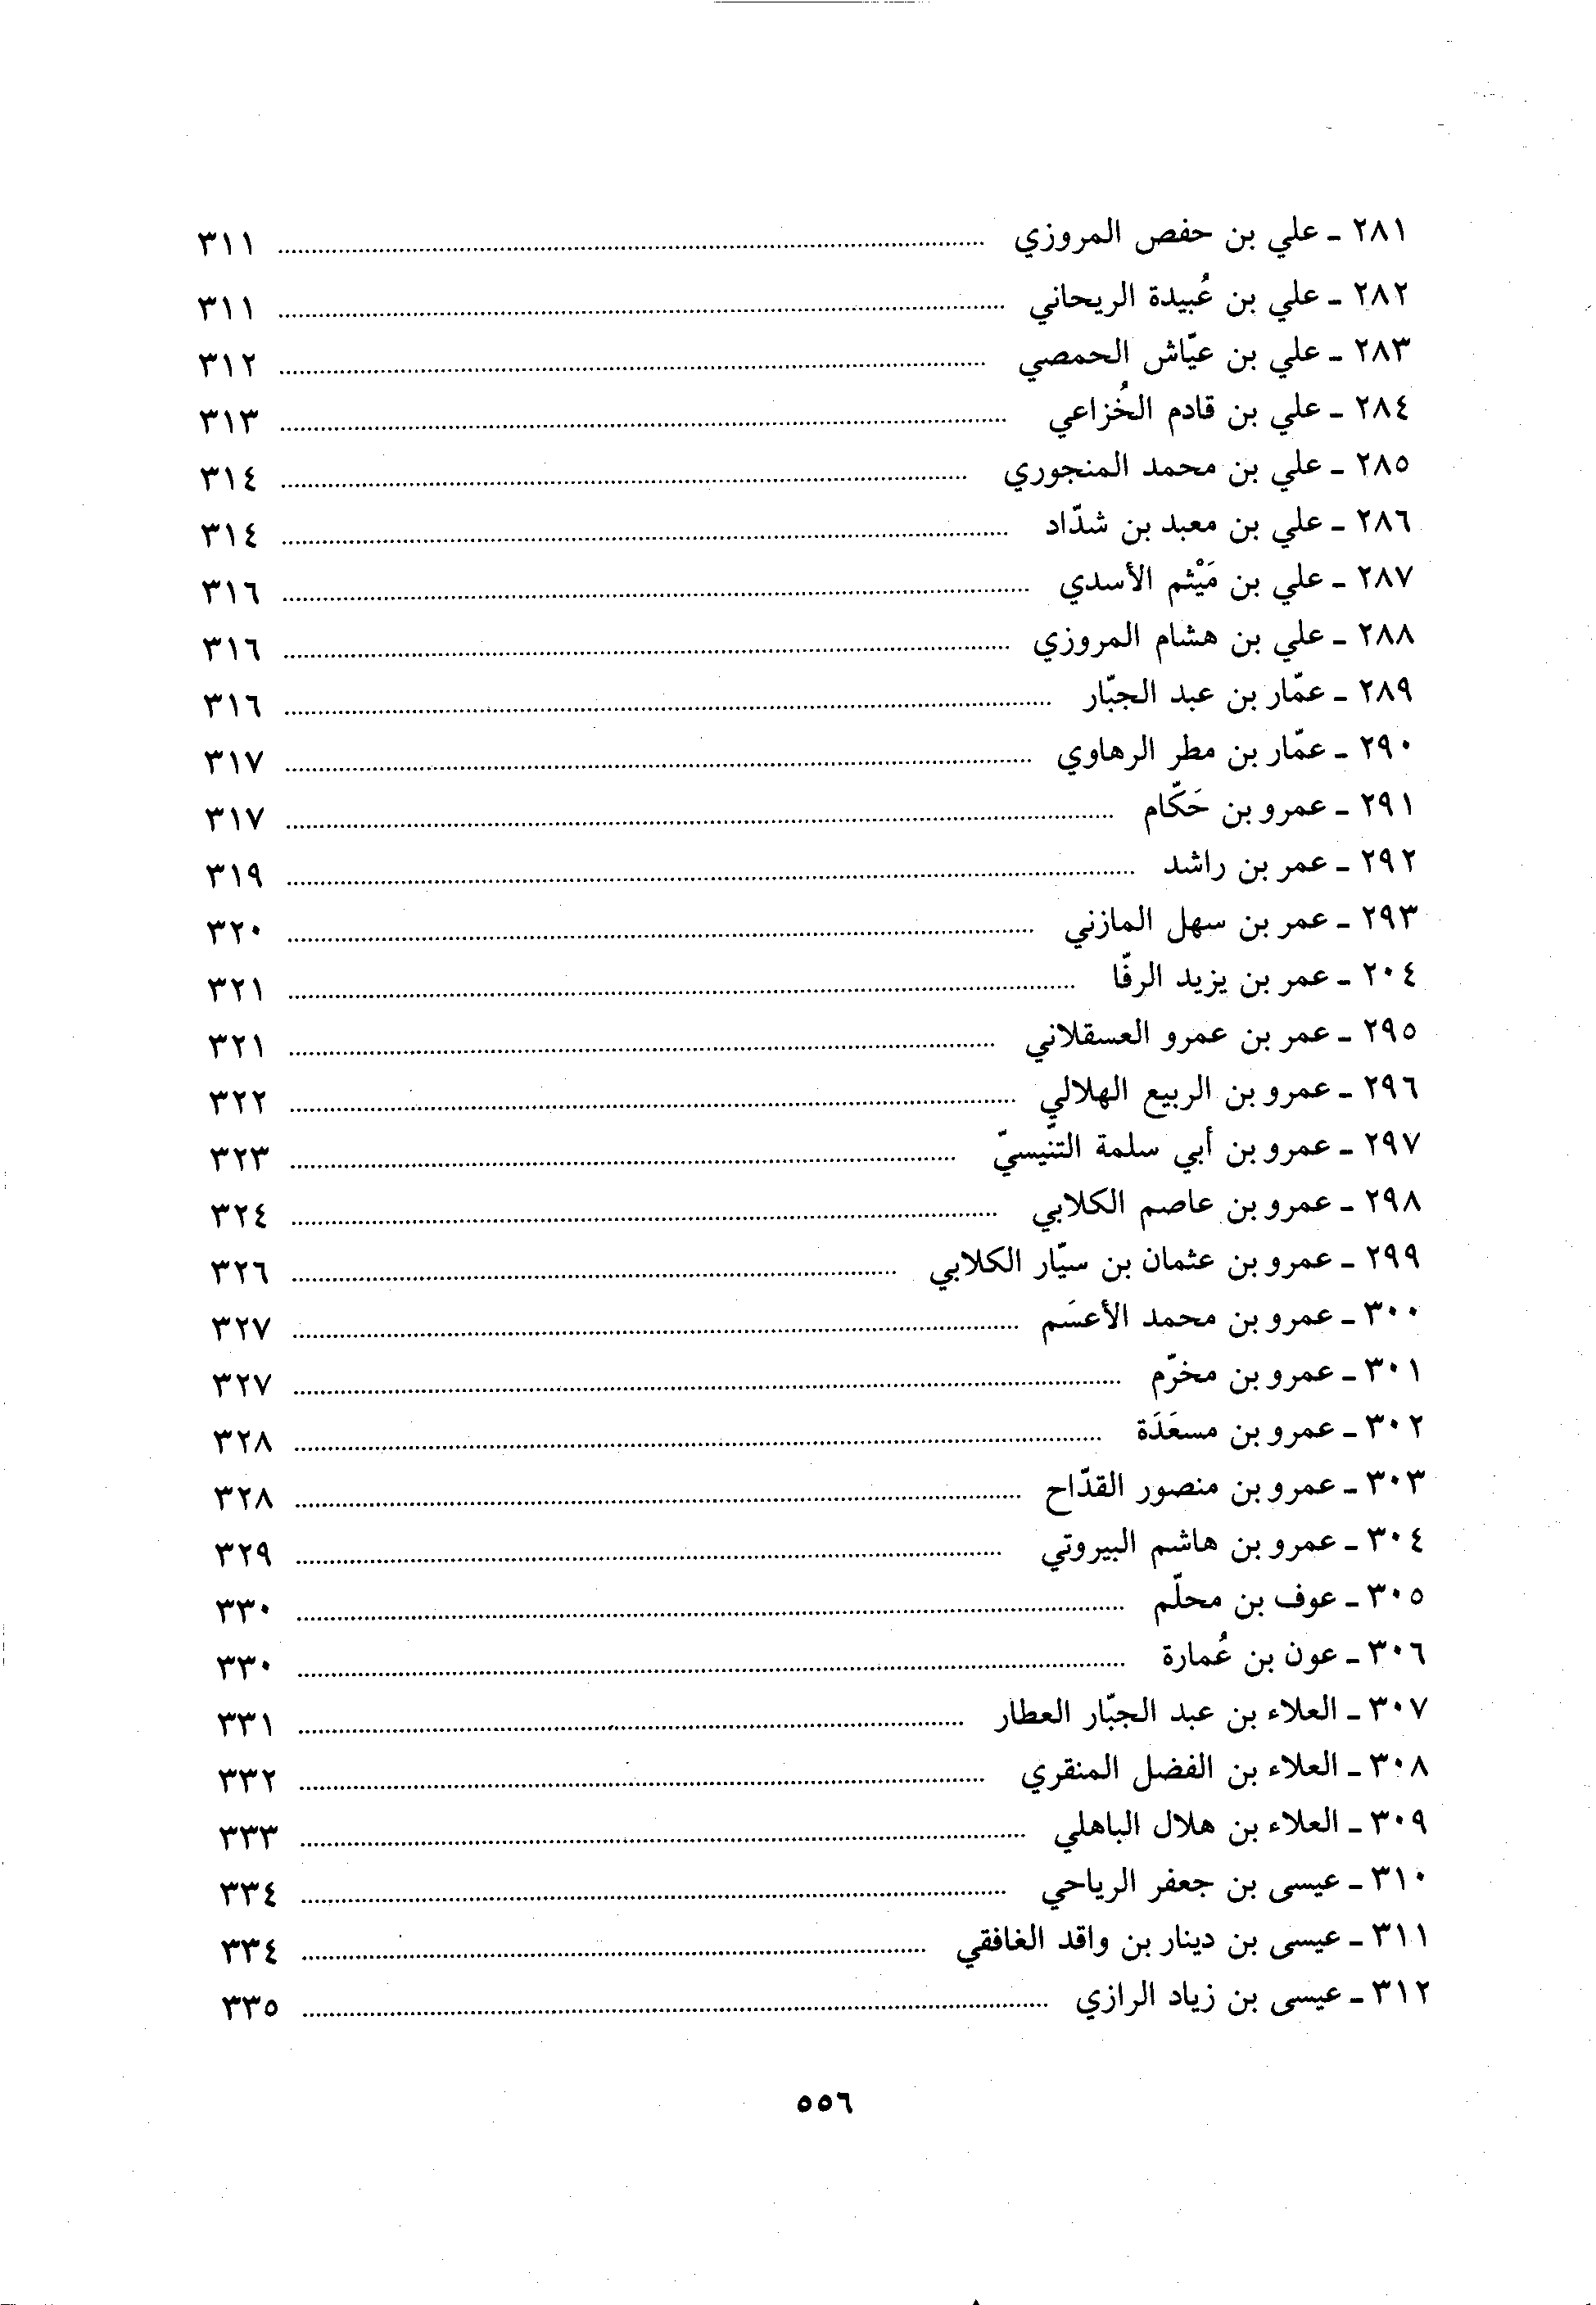 ٢٨١ - علي بن حفص المروزي ........ ٣١١
٢٨٢ - علي بن عُبيدة الريحاني ........ ٣١١
٢٨٣ - علي بن عيّاش الحمصي ........ ٣١٢
٢٨٤ - علي بن قادم الخُزاعي ........ ٣١٣
٢٨٥ - علي بن محمد المنجوري ........ ٣١٤
٢٨٦ - علي بن معبد بن شدّاد ........ ٣١٤
٢٨٧ - علي بن مَيْثم الأسدي ........ ٣١٦
٢٨٨ - علي بن هشام المروزي ........ ٣١٦
٢٨٩ - عمّار بن عبد الجبّار ........ ٣١٦
٢٩٠ - عمّار بن مطر الرهاوي ........ ٣١٧
٢٩١ - عمرو بن حَكّام ........ ٣١٧
٢٩٢ - عمر بن راشد ........ ٣١٩
٢٩٣ - عمر بن سهل المازني ........ ٣٢٠
٢٠٤ - عمر بن يزيد الرفّا ........ ٣٢١
٢٩٥ - عمر بن عمرو العسقلاني ........ ٣٢١
٢٩٦ - عمرو بن الربيع الهلالي ........ ٣٢٢
٢٩٧ - عمرو بن أبي سلمة التنّيسيّ ........ ٣٢٣
٢٩٨ - عمرو بن عاصم الكلابي ........ ٣٢٤
٢٩٩ - عمرو بن عثمان بن سيّار الكلابي ........ ٣٢٦
٣٠٠ - عمرو بن محمد الأعسَم ........ ٣٢٧
٣٠١ - عمرو بن مخرّم ........ ٣٢٧
٣٠٢ - عمرو بن مسعَدَة ........ ٣٢٨
٣٠٣ - عمرو بن منصور القدّاح ........ ٣٢٨
٣٠٤ - عمرو بن هاشم البيروتي ........ ٣٢٩
٣٠٥ - عوف بن محلّم ........ ٣٣٠
٣٠٦ - عون بن عُمارة ........ ٣٣٠
٣٠٧ - العلاء بن عبد الجبّار العطار ........ ٣٣١
٣٠٨ - العلاء بن الفضل المنقري ........ ٣٣٢
٣٠٩ - العلاء بن هلال الباهلي ........ ٣٣٣
٣١٠ - عيسى بن جعفر الرياحي ........ ٣٣٤
٣١١ - عيسى بن دينار بن واقد الغافقي ........ ٣٣٤
٣١٢ - عيسى بن زياد الرازي ........ ٣٣٥
٥٥٦